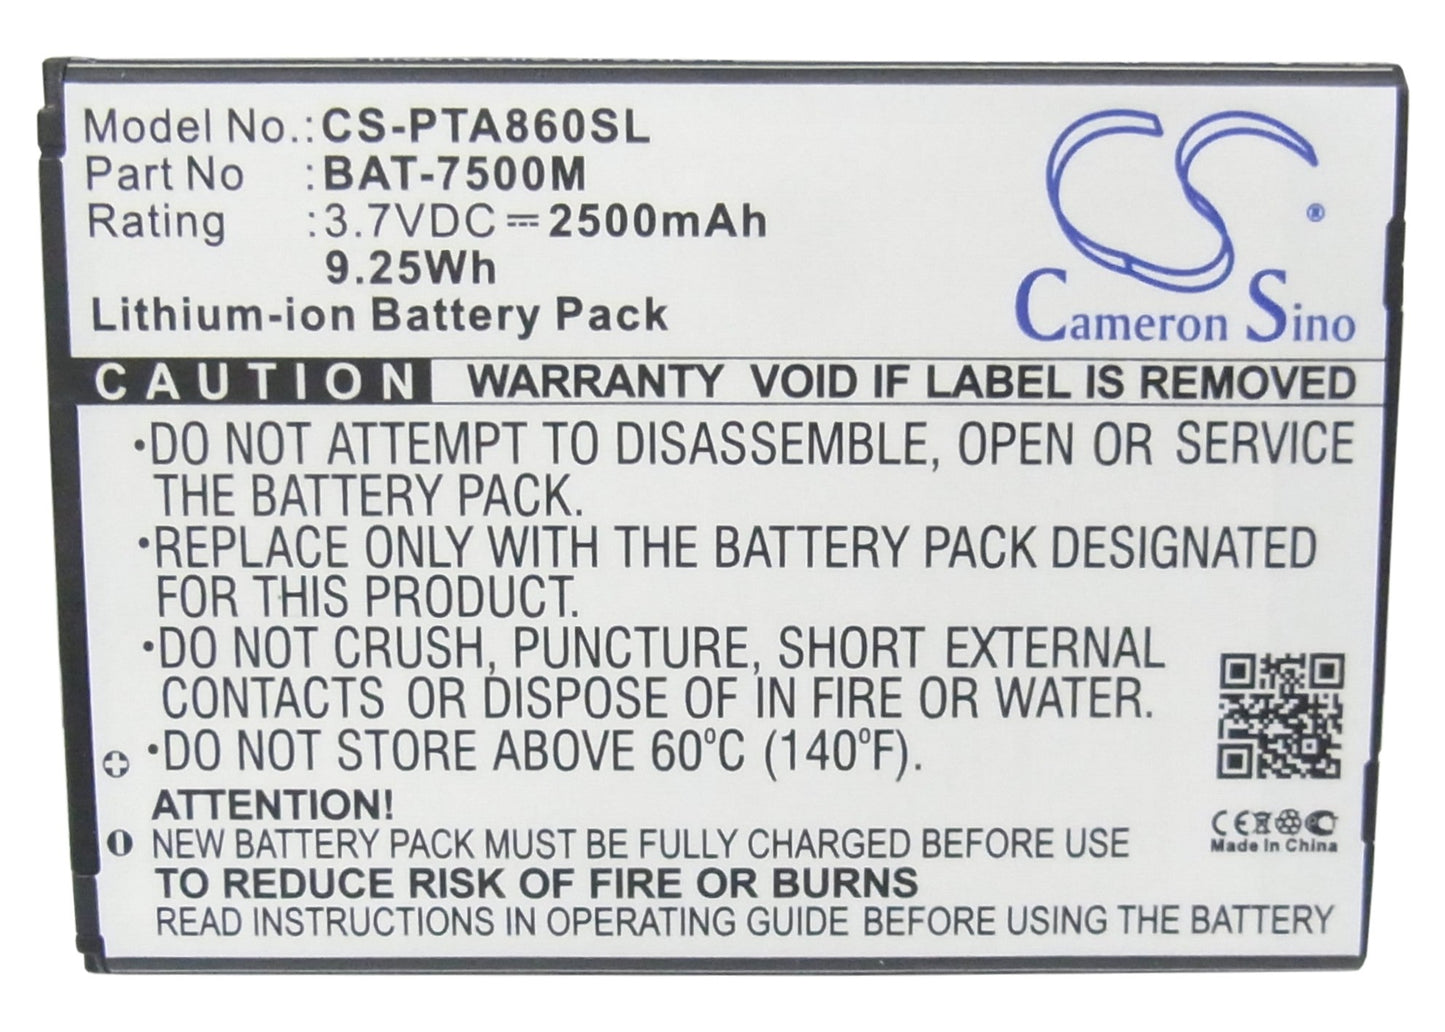 Model No.: CS-PTA860SL
Part No : BAT-7500M
Rating : 3.7VDC ⎓ 2500mAh
9.25Wh
Lithium-ion Battery Pack
CS ®
Cameron Sino
CAUTION WARRANTY VOID IF LABEL IS REMOVED
•DO NOT ATTEMPT TO DISASSEMBLE, OPEN OR SERVICE
THE BATTERY PACK.
•REPLACE ONLY WITH THE BATTERY PACK DESIGNATED
FOR THIS PRODUCT.
•DO NOT CRUSH, PUNCTURE, SHORT EXTERNAL
CONTACTS OR DISPOSE OF IN FIRE OR WATER.
•DO NOT STORE ABOVE 60°C (140°F).
ATTENTION!
NEW BATTERY PACK MUST BE FULLY CHARGED BEFORE USE
TO REDUCE RISK OF FIRE OR BURNS
READ INSTRUCTIONS IN OPERATING GUIDE BEFORE USING THE BATTERY
CE
Made In China